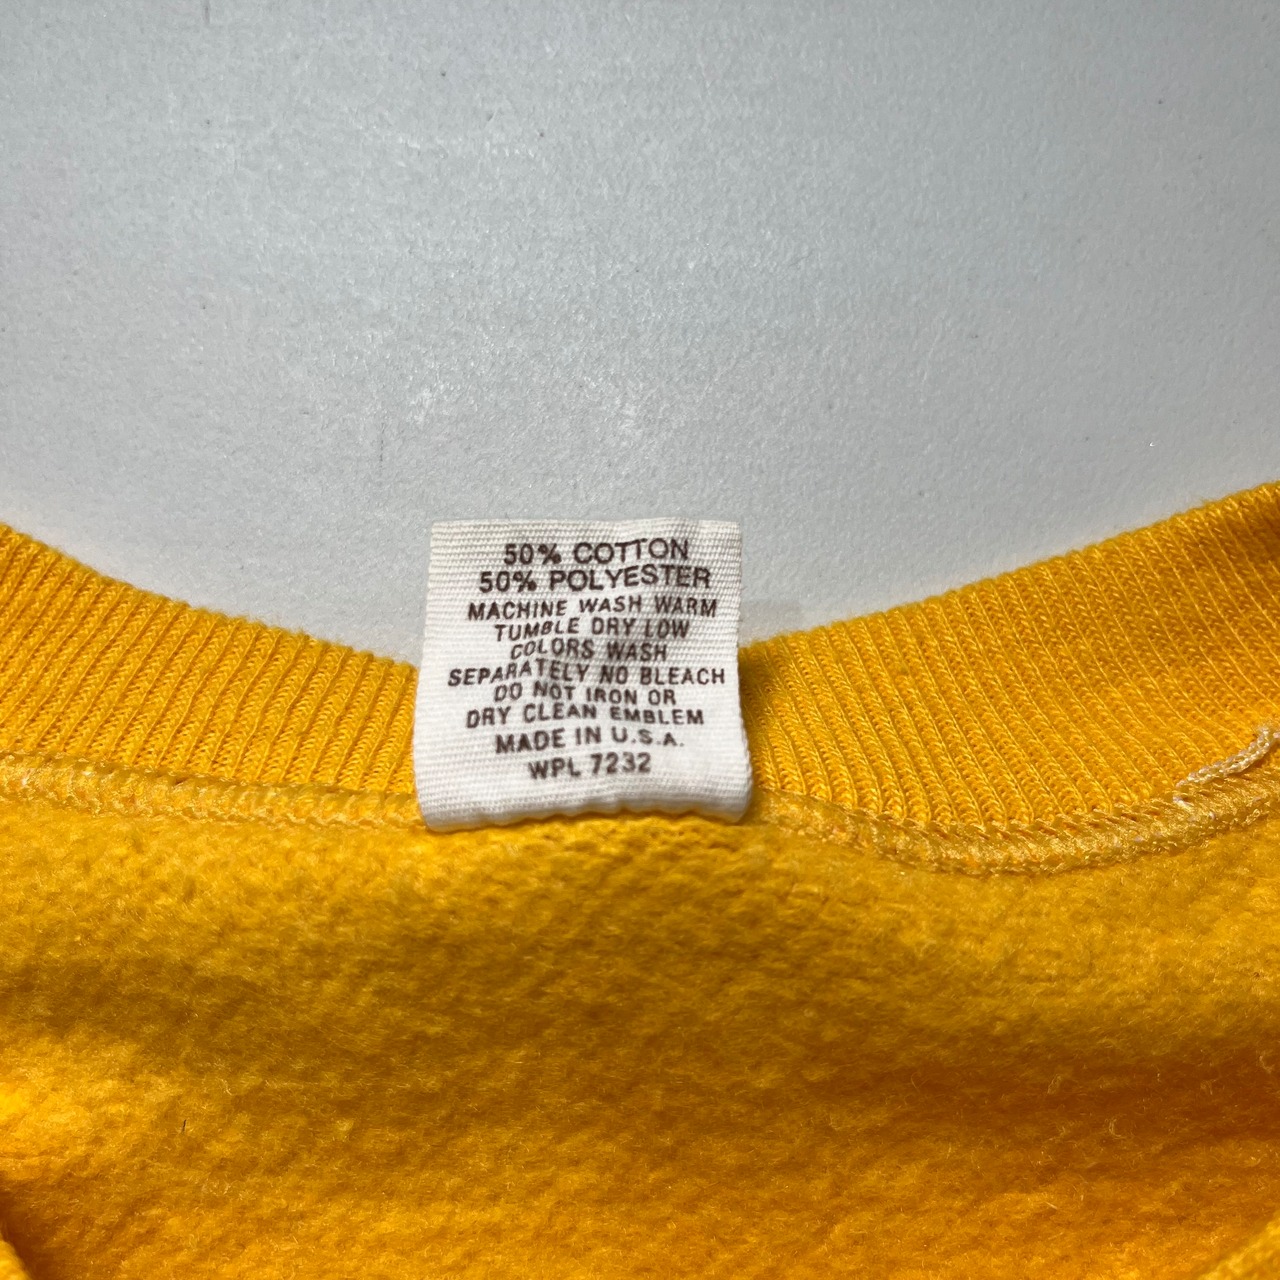 50% COTTON
50% POLYESTER
MACHINE WASH WARM
TUMBLE DRY LOW
COLORS WASH
SEPARATELY NO BLEACH
DO NOT IRON OR
DRY CLEAN EMBLEM
MADE IN U.S.A.
WPL 7232